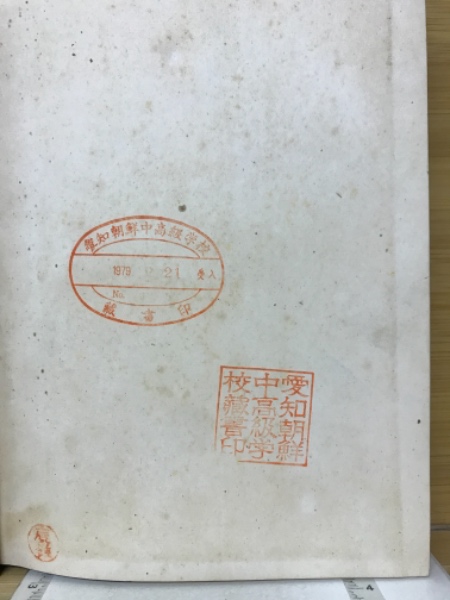 愛知朝鮮中高級学校
1979. 2. 21 受入
No.
蔵書印
愛知朝鮮
中高級学
校蔵書印